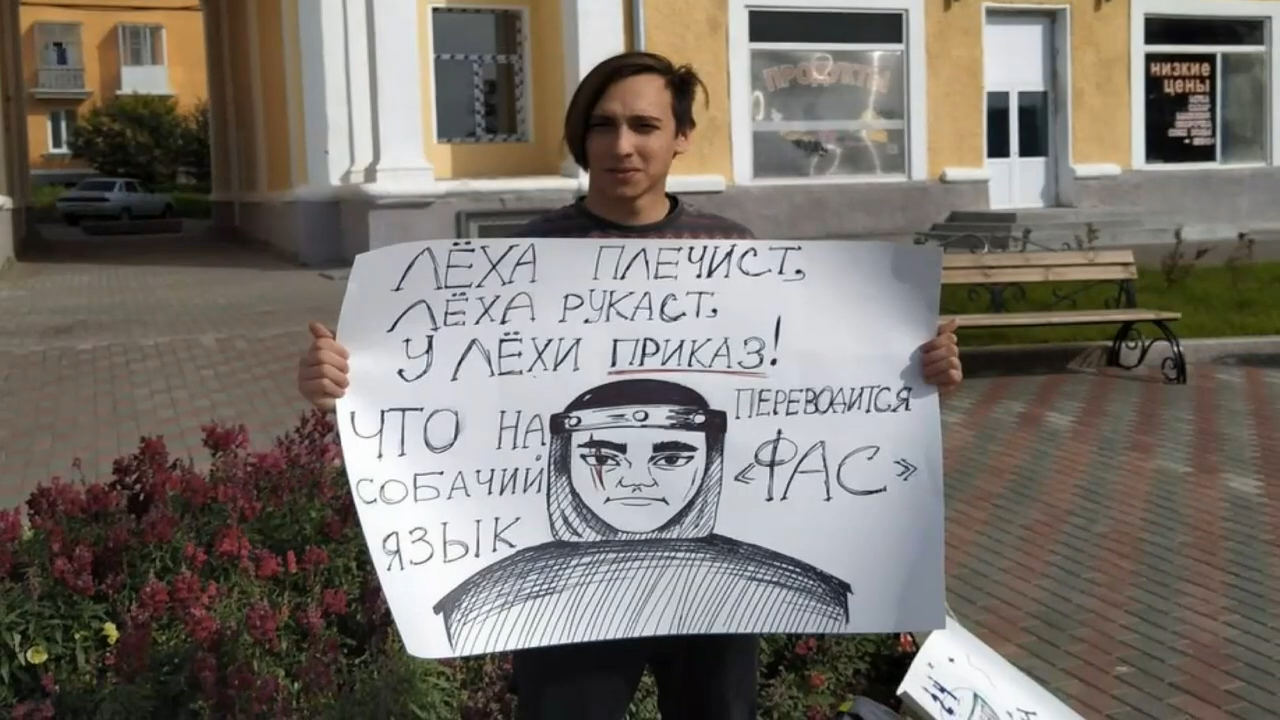 ПРОДУКТЫ
НИЗКИЕ
ЦЕНЫ
ЛЁХА ПЛЕЧИСТ,
ЛЁХА РУКАСТ,
У ЛЁХИ ПРИКАЗ!
ЧТО НА
СОБАЧИЙ
ЯЗЫК
ПЕРЕВОДИТСЯ
«ФАС»